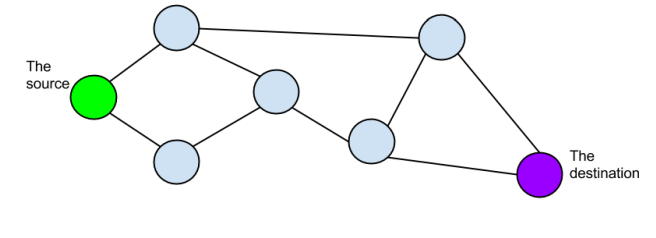 The
source
The
destination